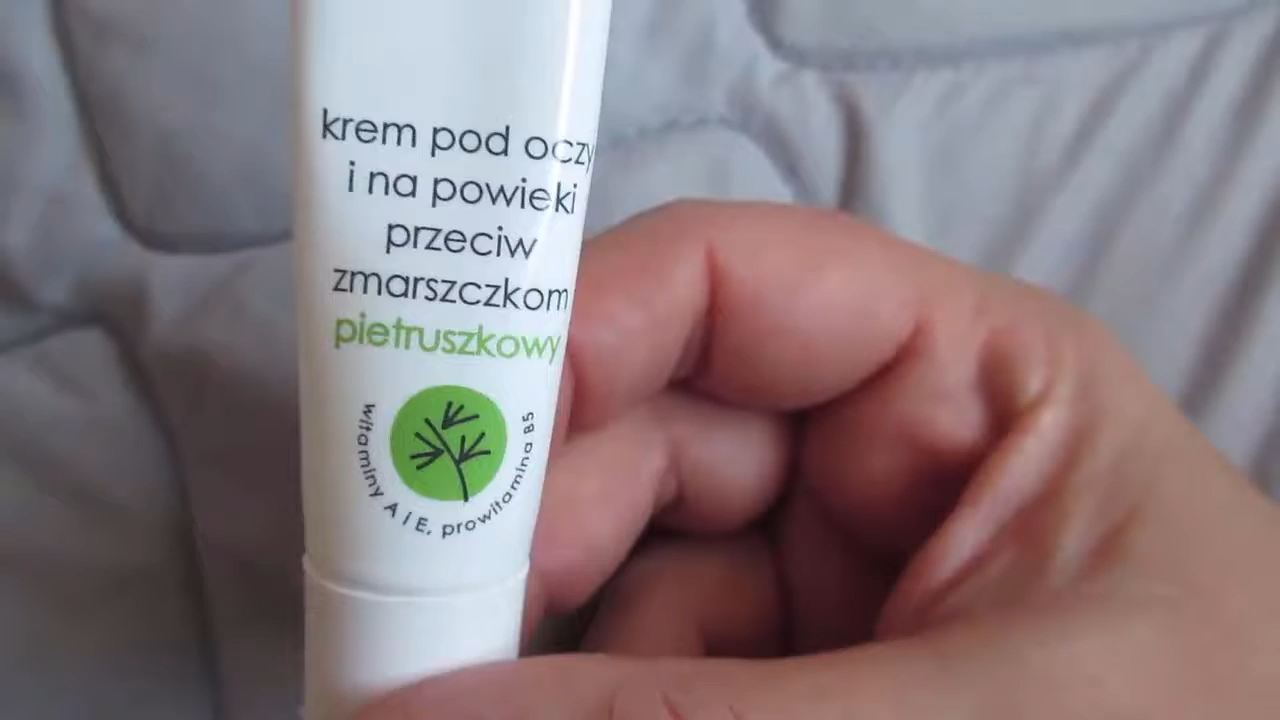 krem pod oczy
i na powieki
przeciw
zmarszczkom
pietruszkowy
witaminy A i E, prowitamina B5